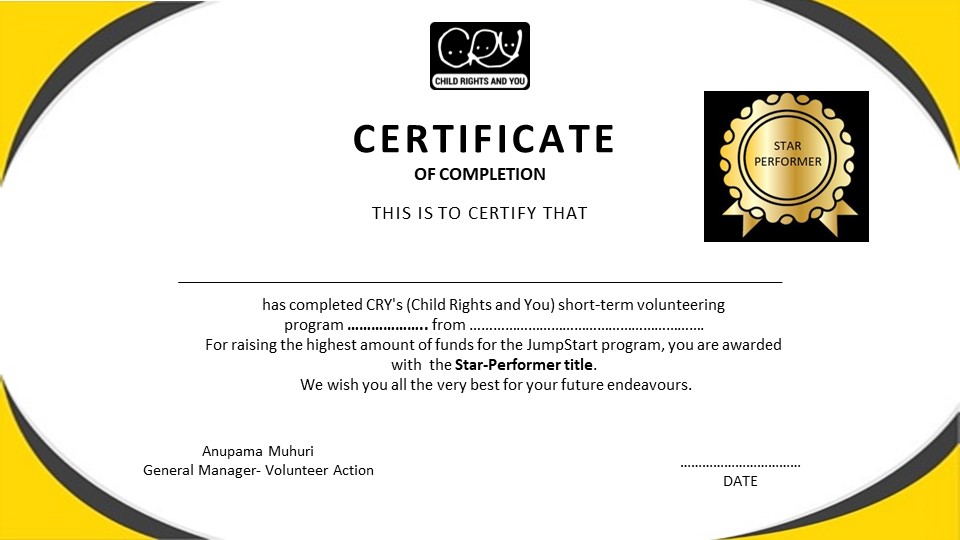 CRY
CHILD RIGHTS AND YOU
CERTIFICATE
OF COMPLETION
STAR
PERFORMER
THIS IS TO CERTIFY THAT
has completed CRY's (Child Rights and You) short-term volunteering
program ……………….. from ……………………………………………………
For raising the highest amount of funds for the JumpStart program, you are awarded
with the Star-Performer title.
We wish you all the very best for your future endeavours.
Anupama Muhuri
General Manager- Volunteer Action
……………………………
DATE